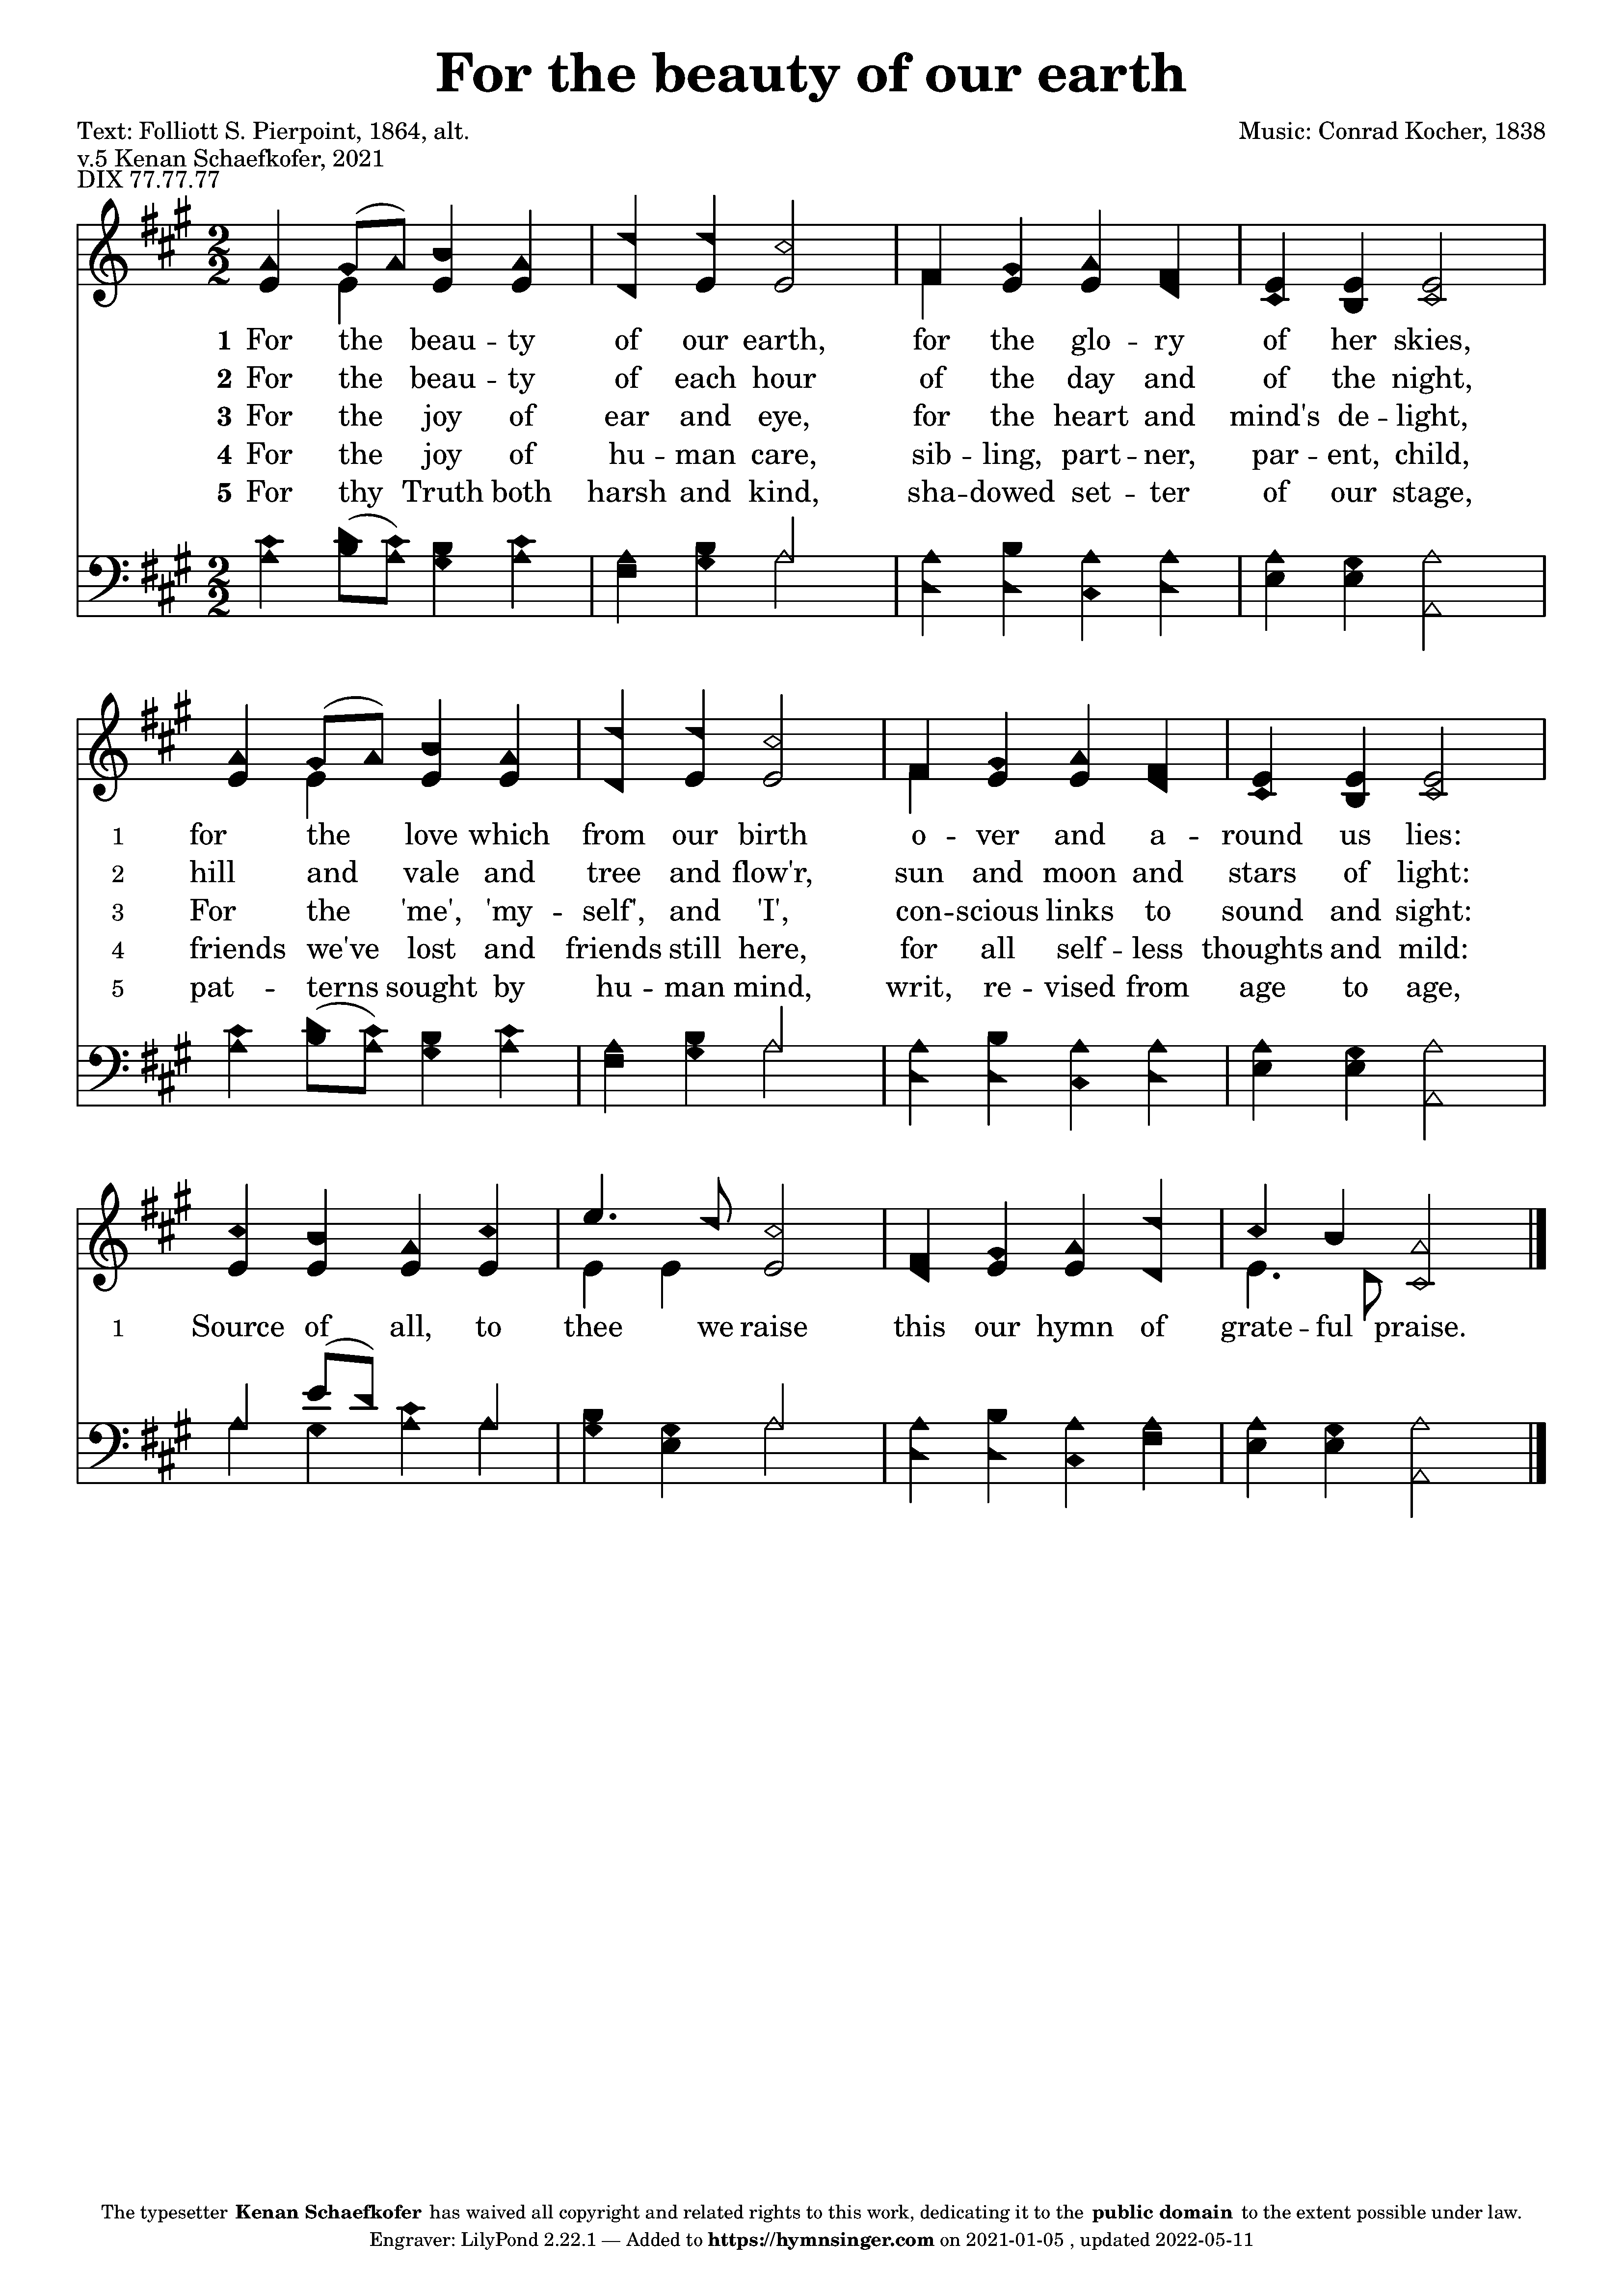 For the beauty of our earth
Text: Folliott S. Pierpoint, 1864, alt.
Music: Conrad Kocher, 1838
v.5 Kenan Schaefkofer, 2021
DIX 77.77.77
1 For the beau -- ty of our earth, for the glo -- ry of her skies,
2 For the beau -- ty of each hour of the day and of the night,
3 For the joy of ear and eye, for the heart and mind's de -- light,
4 For the joy of hu -- man care, sib -- ling, part -- ner, par -- ent, child,
5 For thy Truth both harsh and kind, sha -- dowed set -- ter of our stage,
1 for the love which from our birth o -- ver and a -- round us lies:
2 hill and vale and tree and flow'r, sun and moon and stars of light:
3 For the 'me', 'my -- self', and 'I', con -- scious links to sound and sight:
4 friends we've lost and friends still here, for all self -- less thoughts and mild:
5 pat -- terns sought by hu -- man mind, writ, re -- vised from age to age,
1 Source of all, to thee we raise this our hymn of grate -- ful praise.
The typesetter Kenan Schaefkofer has waived all copyright and related rights to this work, dedicating it to the public domain to the extent possible under law.
Engraver: LilyPond 2.22.1 — Added to https://hymnsinger.com on 2021-01-05 , updated 2022-05-11